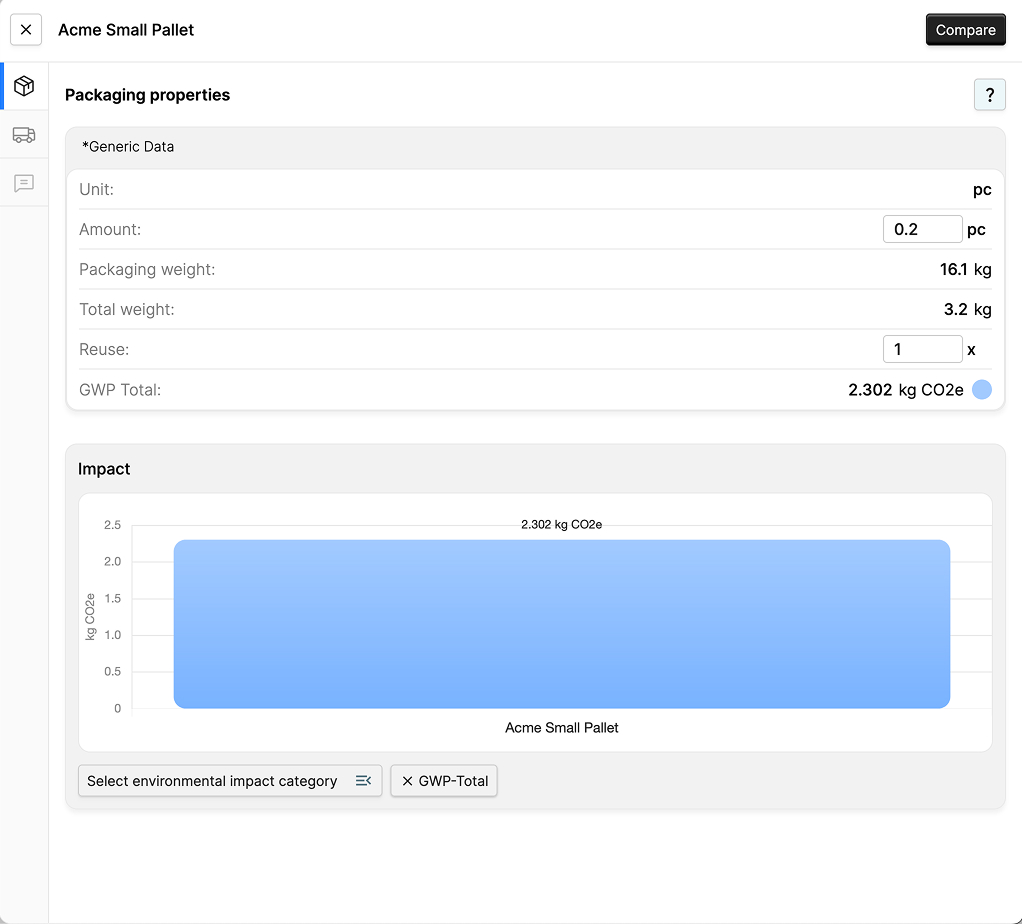 Acme Small Pallet
Compare
Packaging properties
?
*Generic Data
Unit: pc
Amount: 0.2 pc
Packaging weight: 16.1 kg
Total weight: 3.2 kg
Reuse: 1 x
GWP Total: 2.302 kg CO2e
Impact
2.302 kg CO2e
2.5
2.0
1.5
1.0
0.5
0
kg CO2e
Acme Small Pallet
Select environmental impact category
GWP-Total